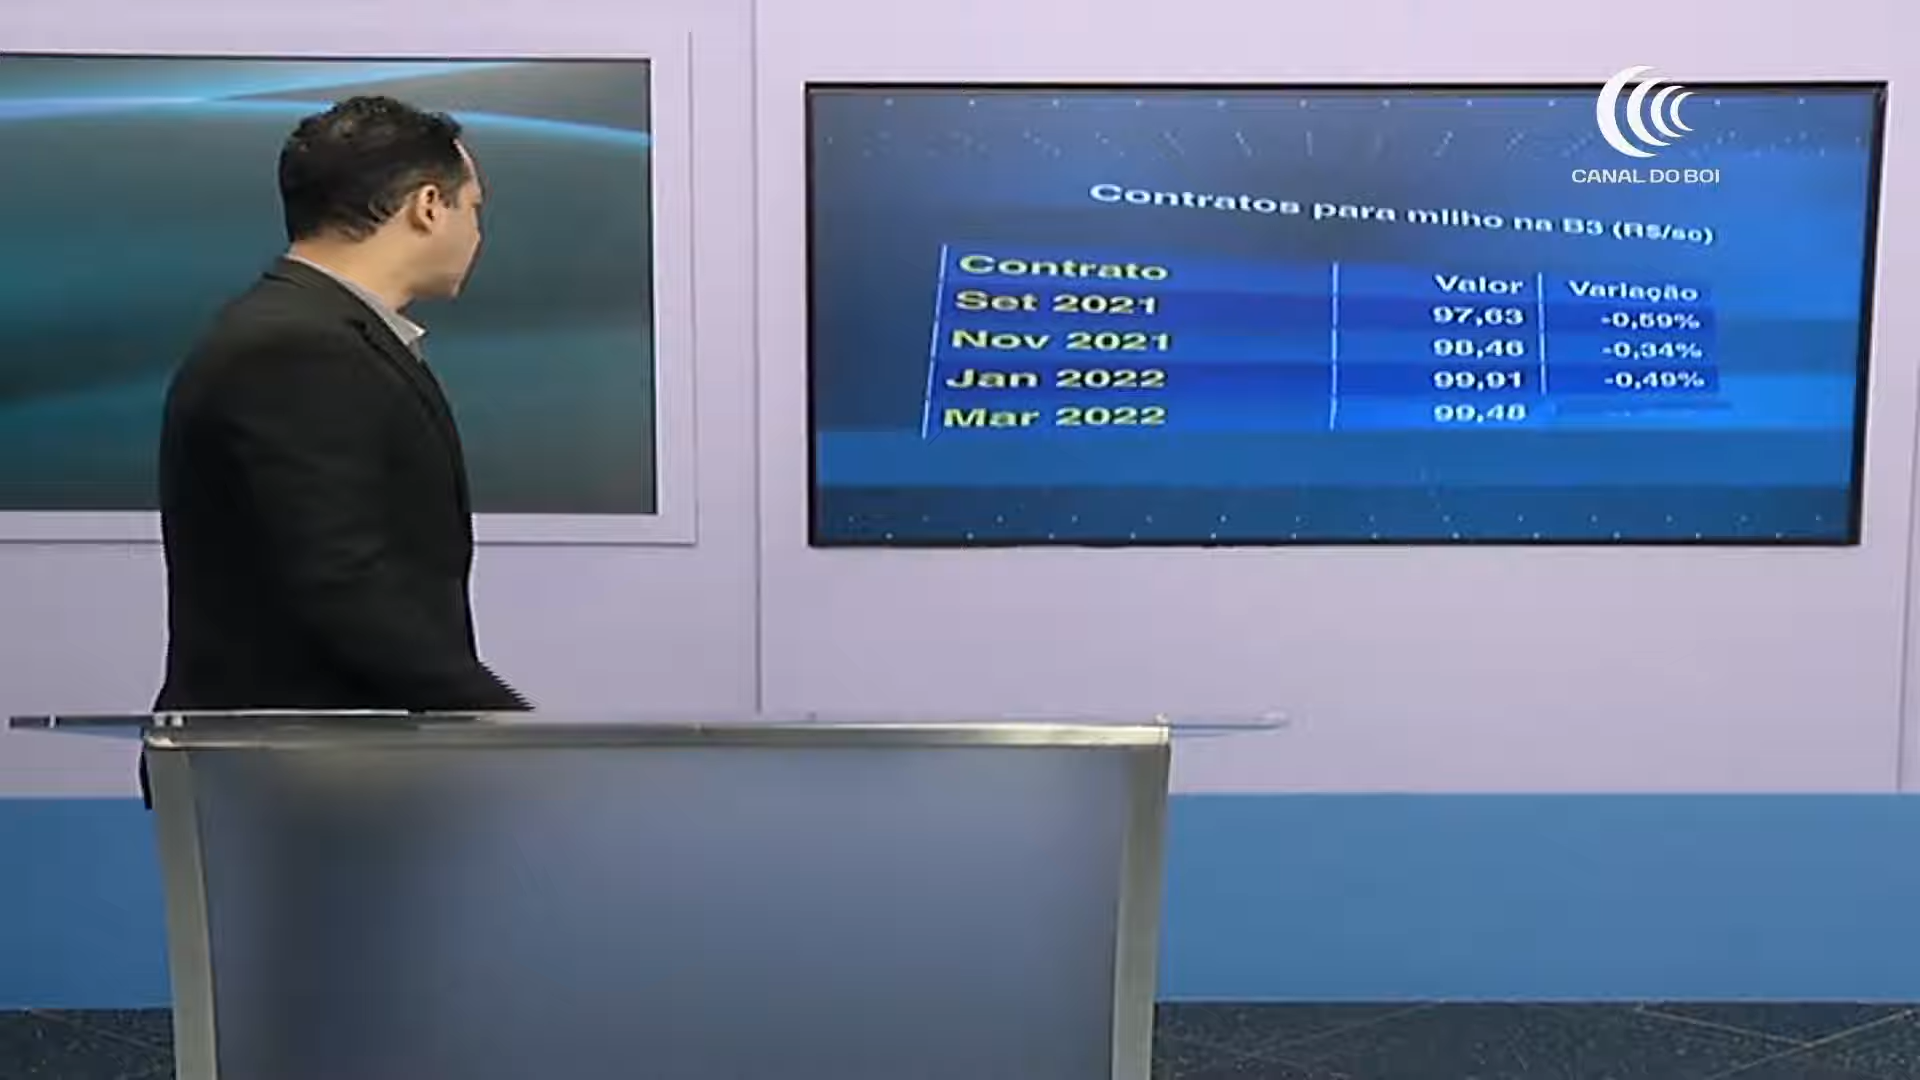 CANAL DO BOI
Contratos para milho na B3 (R$/sc)
Contrato Valor Variação
Set 2021 97,63 -0,59%
Nov 2021 98,46 -0,34%
Jan 2022 99,91 -0,49%
Mar 2022 99,48